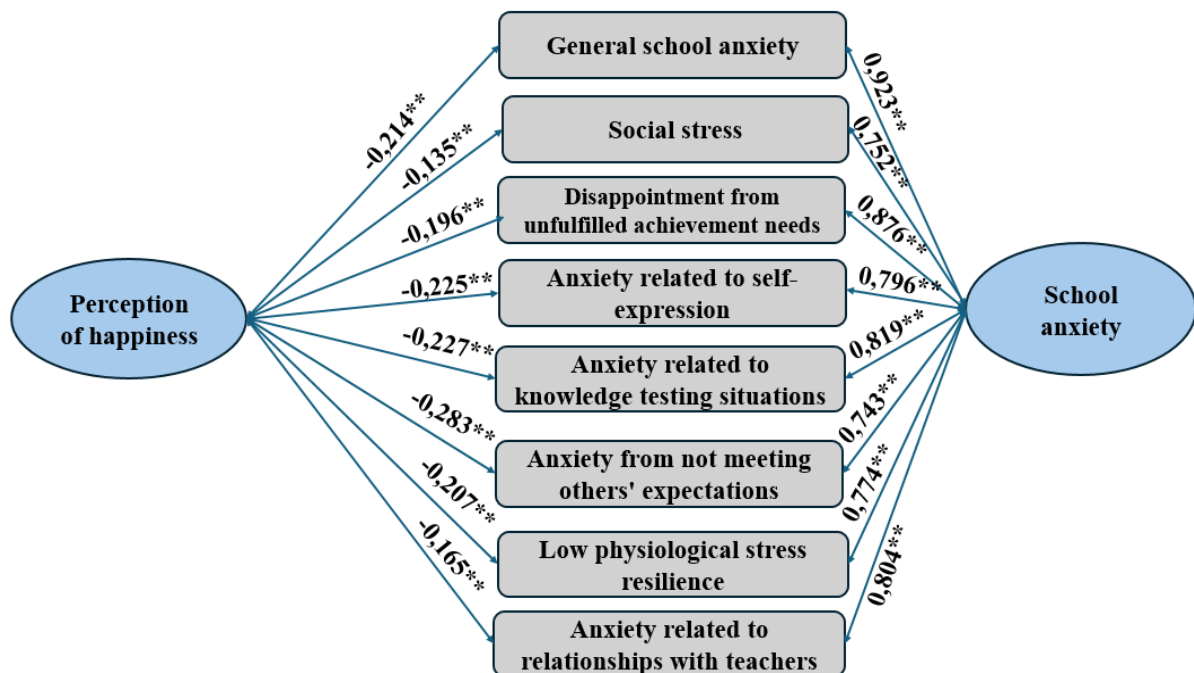 General school anxiety
-0,214**
0,923**
Social stress
-0,135**
0,752**
Disappointment from
unfulfilled achievement needs
-0,196**
0,876**
Perception
of happiness
Anxiety related to self-
expression
-0,225**
0,796**
School
anxiety
Anxiety related to
knowledge testing situations
-0,227**
0,819**
Anxiety from not meeting
others' expectations
-0,283**
0,743**
Low physiological stress
resilience
-0,207**
0,774**
Anxiety related to
relationships with teachers
-0,165**
0,804**